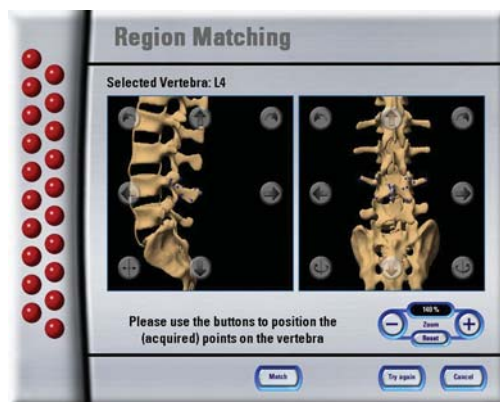 Region Matching
Selected Vertebra: L4
Please use the buttons to position the
(acquired) points on the vertebra
140 %
Zoom
Reset
Match
Try again
Cancel